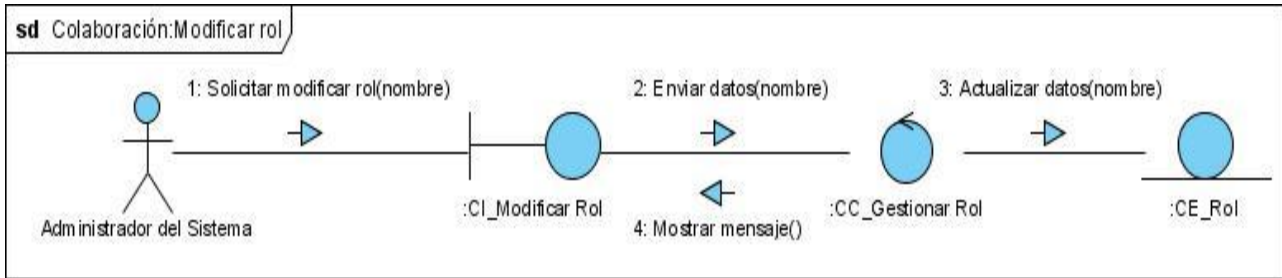 sd Colaboración:Modificar rol
1: Solicitar modificar rol(nombre)
2: Enviar datos(nombre)
3: Actualizar datos(nombre)
:CI_Modificar Rol
:CC_Gestionar Rol
:CE_Rol
Administrador del Sistema
4: Mostrar mensaje()